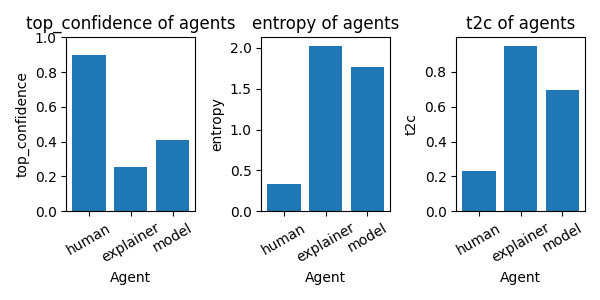 top_confidence of agents
top_confidence
1.0
0.8
0.6
0.4
0.2
0.0
human
explainer
model
Agent
entropy of agents
entropy
2.0
1.5
1.0
0.5
0.0
human
explainer
model
Agent
t2c of agents
t2c
0.8
0.6
0.4
0.2
0.0
human
explainer
model
Agent